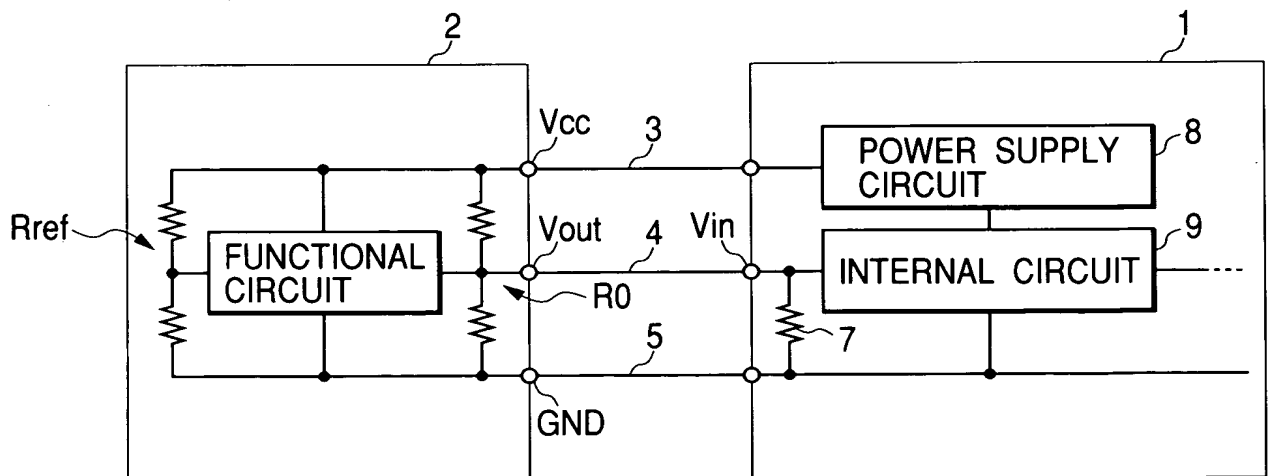 2
1
Vcc
3
POWER SUPPLY
CIRCUIT
8
Rref
Vout
4
Vin
9
FUNCTIONAL
CIRCUIT
INTERNAL CIRCUIT
R0
7
5
GND